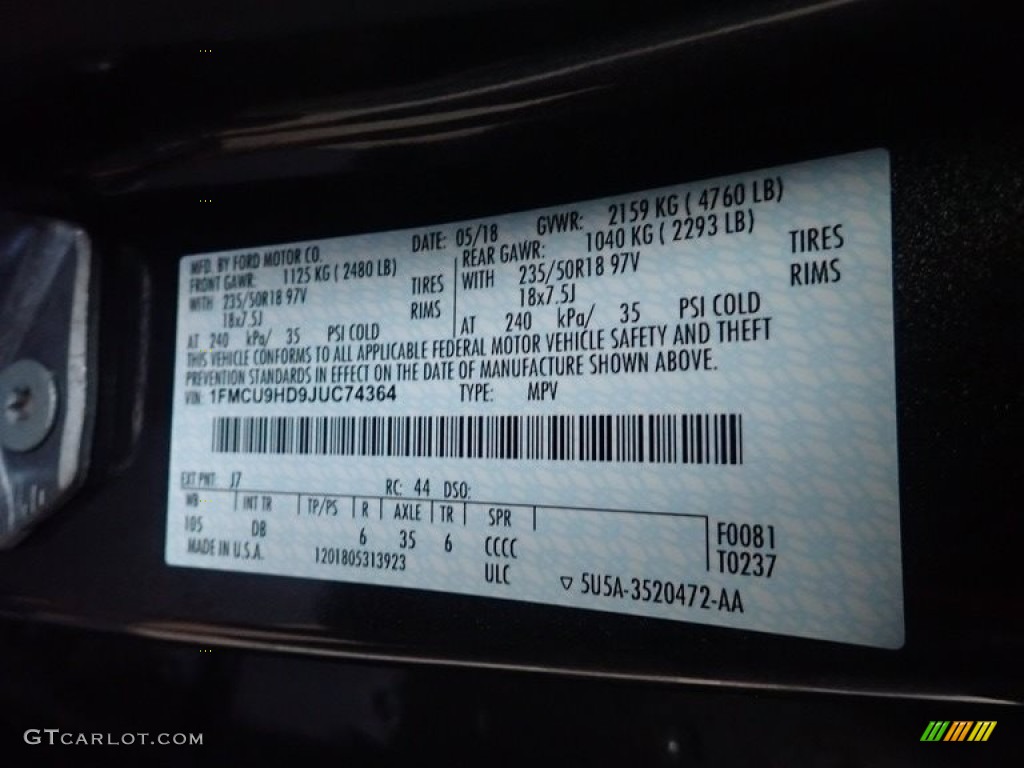 MFD. BY FORD MOTOR CO.
DATE: 05/18 GVWR: 2159 KG ( 4760 LB)
FRONT GAWR: 1125 KG ( 2480 LB)
REAR GAWR: 1040 KG ( 2293 LB)
WITH 235/50R18 97V TIRES
WITH 235/50R18 97V TIRES
18x7.5J RIMS
18x7.5J RIMS
AT 240 kPa/ 35 PSI COLD
AT 240 kPa/ 35 PSI COLD
THIS VEHICLE CONFORMS TO ALL APPLICABLE FEDERAL MOTOR VEHICLE SAFETY AND THEFT
PREVENTION STANDARDS IN EFFECT ON THE DATE OF MANUFACTURE SHOWN ABOVE.
VIN: 1FMCU9HD9JUC74364 TYPE: MPV
EXT PNT: J7 RC: 44 DSO:
WB INT TR TP/PS R AXLE TR SPR
105 DB 6 35 6 CCCC F0081
MADE IN U.S.A. 1201805313923 ULC T0237
▽ 5U5A-3520472-AA
GTCARLOT.COM